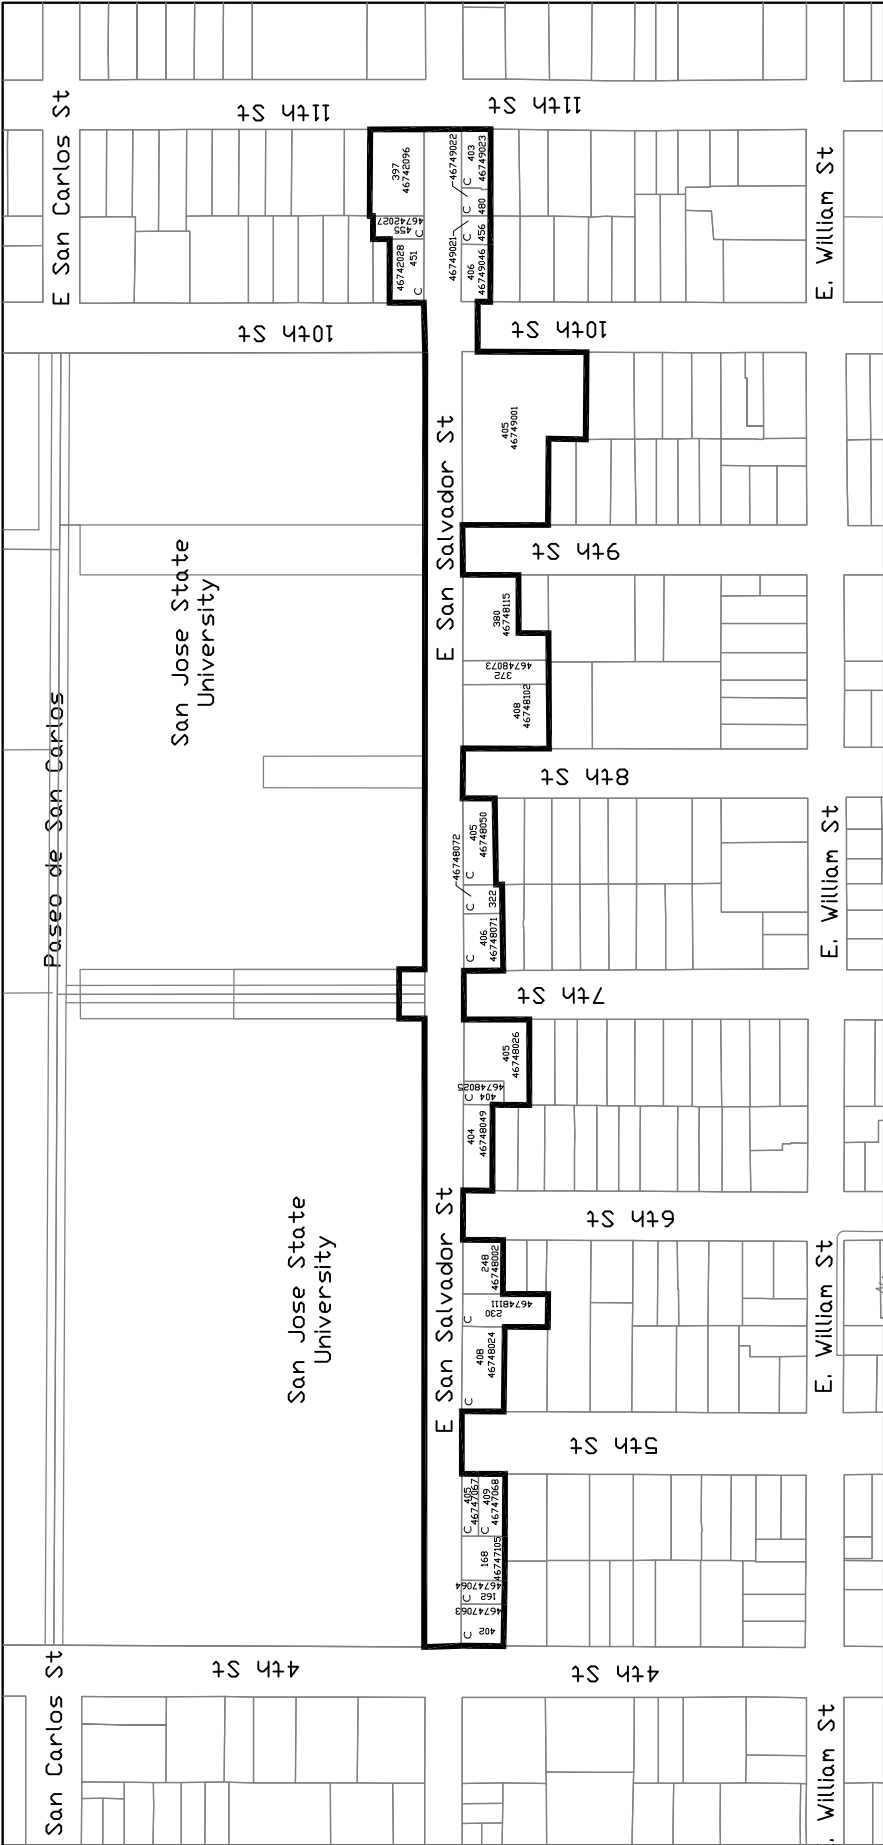 11th St
11th St
E San Carlos St
E. William St
397
46742096
455
46742027
C
46742028
451
C
46749022
403
46749023
C
480
C
46749021
456
C
406
46749046
10th St
10th St
E San Salvador St
405
46749001
9th St
San Jose State
University
380
46748115
372
46748073
408
46748102
Paseo de San Carlos
8th St
405
46748050
C
46748072
322
C
406
46748071
C
E. William St
7th St
405
46748026
46748025
404
C
404
46748049
6th St
San Jose State
University
E San Salvador St
248
46748002
46748111
230
C
408
46748024
C
E. William St
5th St
405
46747067
C
409
46747068
C
168
46747105
46747064
162
C
46747063
402
C
4th St
4th St
San Carlos St
. William St